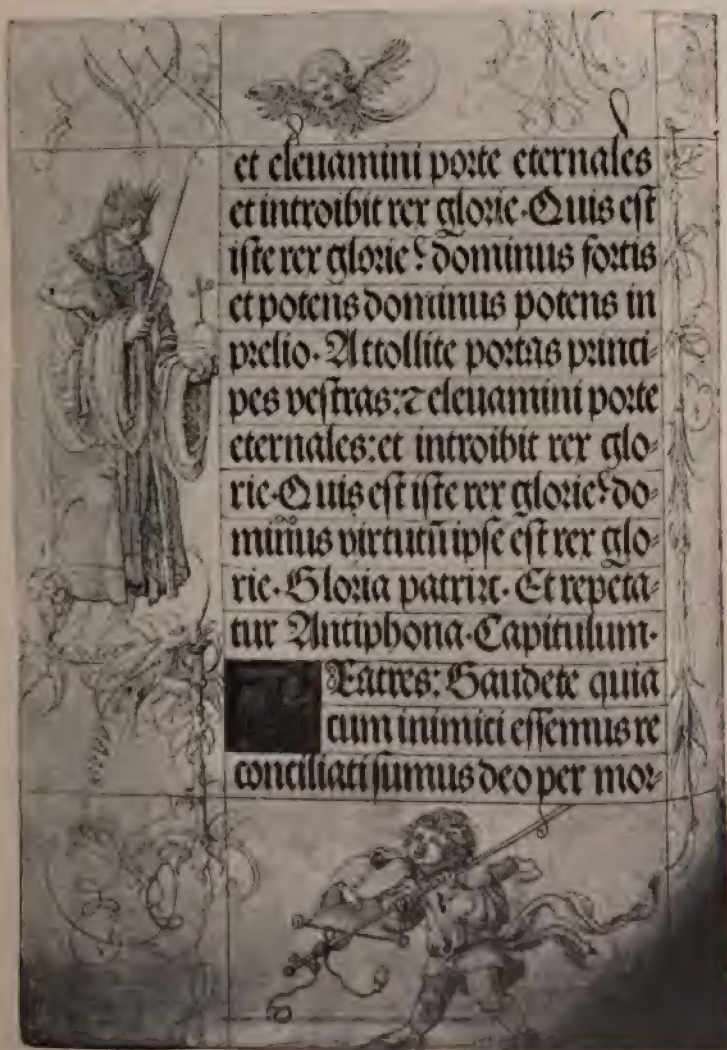 et eleuamini porte eternales
et introibit rex glorie. Quis est
iste rex glorie? dominus fortis
et potens dominus potens in
prelio. Attollite portas princi-
pes vestras: ⁊ eleuamini porte
eternales: et introibit rex glo-
rie. Quis est iste rex glorie? do-
minus virtutū ipse est rex glo-
rie. Gloria patri ⁊c. Et repeta-
tur Antiphona. Capitulum.
Fratres: Gaudete quia
cum inimici essemus re
conciliati sumus deo per mor-